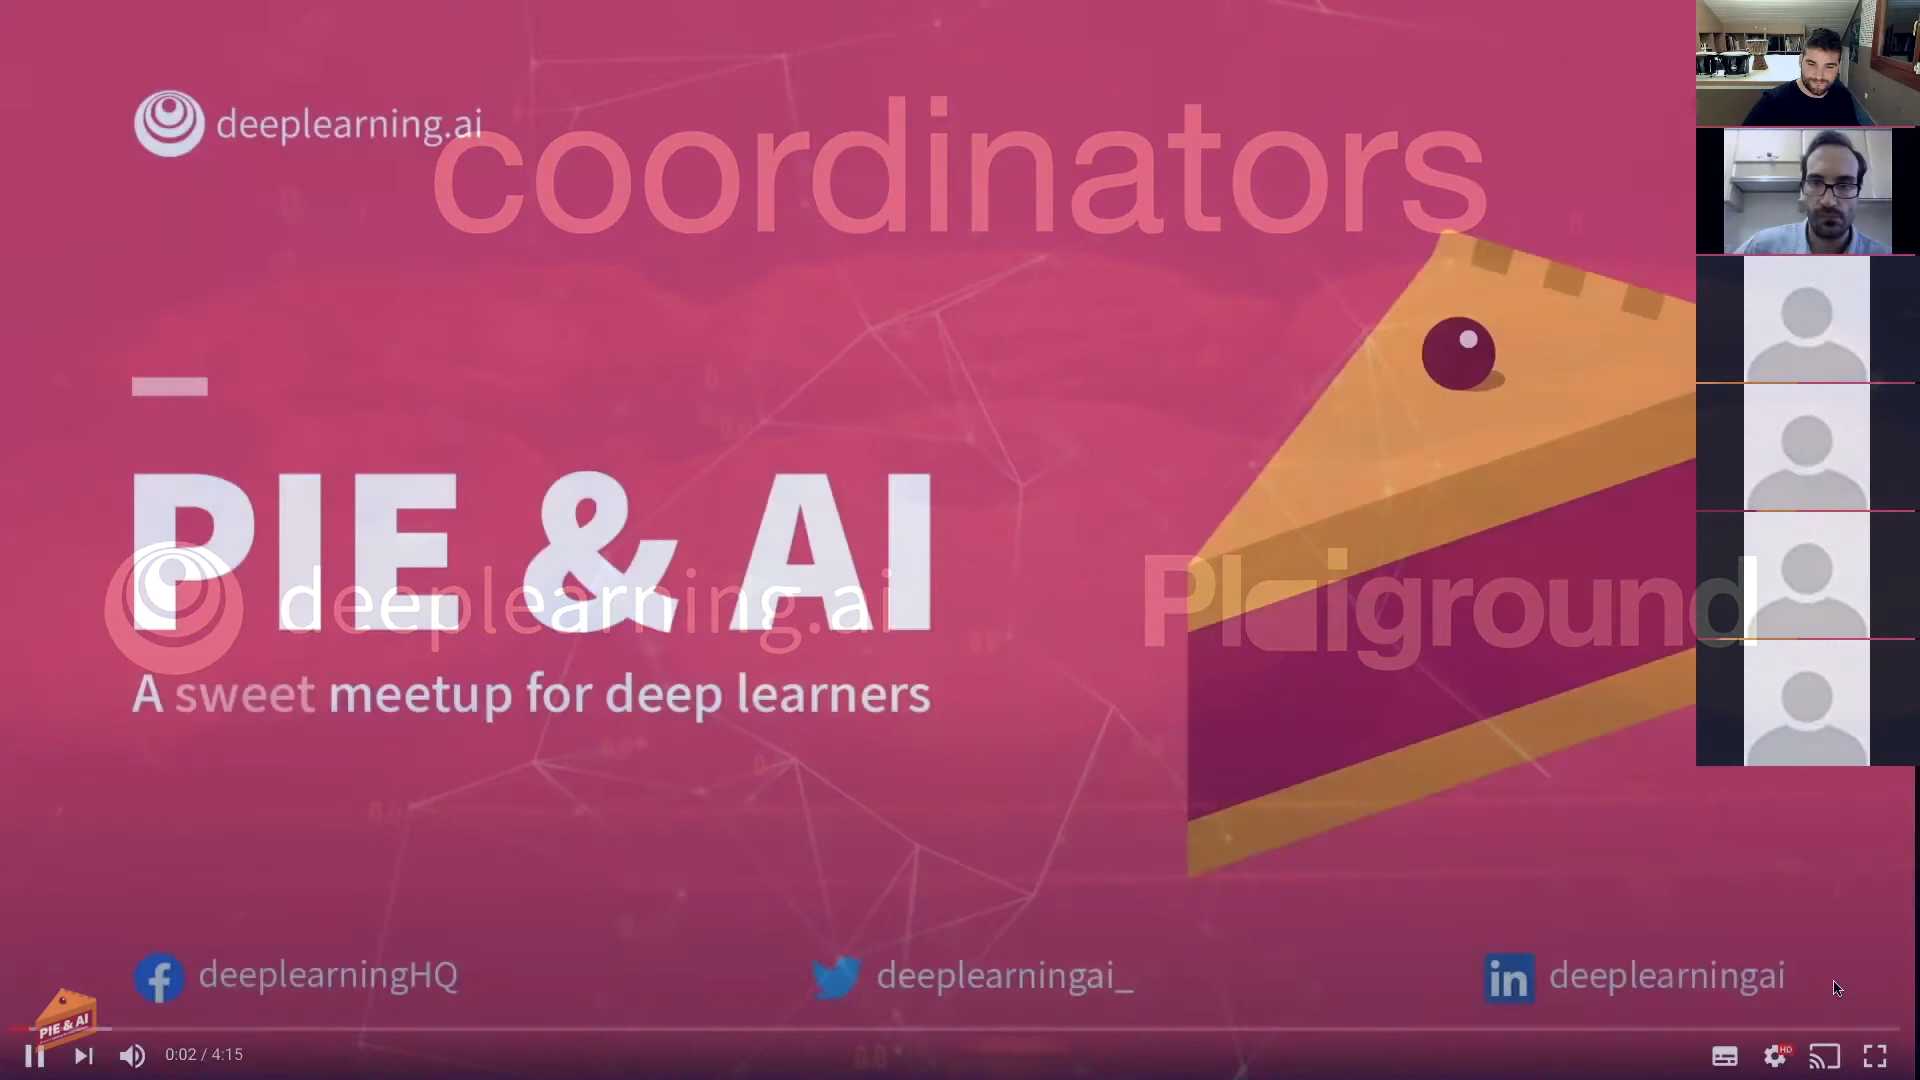 deeplearning.ai
coordinators
PIE & AI
deeplearning.ai
Plaiground
A sweet meetup for deep learners
deeplearningHQ
deeplearningai_
deeplearningai
PIE & AI
0:02 / 4:15
HD